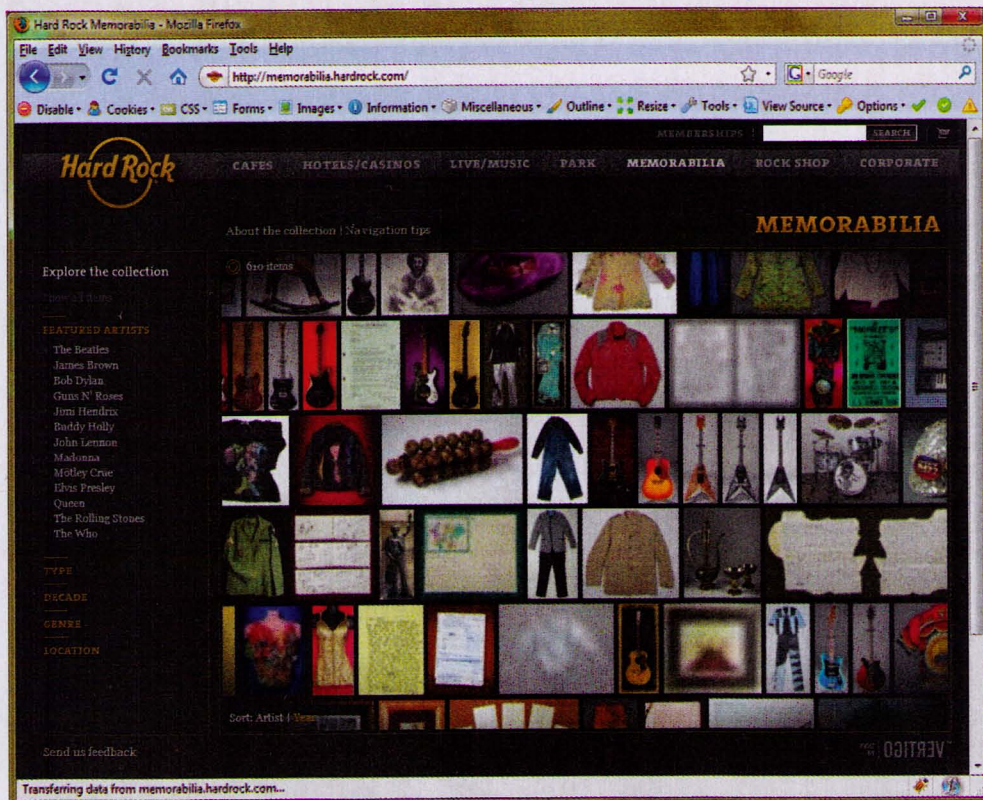 Hard Rock Memorabilia - Mozilla Firefox
File Edit View History Bookmarks Tools Help
http://memorabilia.hardrock.com/
G Google
Disable Cookies CSS Forms Images Information Miscellaneous Outline Resize Tools View Source Options
MEMBERSHIPS SEARCH
Hard Rock
CAFES HOTELS/CASINOS LIVE/MUSIC PARK MEMORABILIA ROCK SHOP CORPORATE
About the collection | Navigation tips
MEMORABILIA
Explore the collection
610 items
View all items
FEATURED ARTISTS
The Beatles
James Brown
Bob Dylan
Guns N' Roses
Jimi Hendrix
Buddy Holly
John Lennon
Madonna
Mötley Crüe
Elvis Presley
Queen
The Rolling Stones
The Who
TYPE
DECADE
GENRE
LOCATION
Sort: Artist | Year
Send us feedback
VERTIGO
Transferring data from memorabilia.hardrock.com...